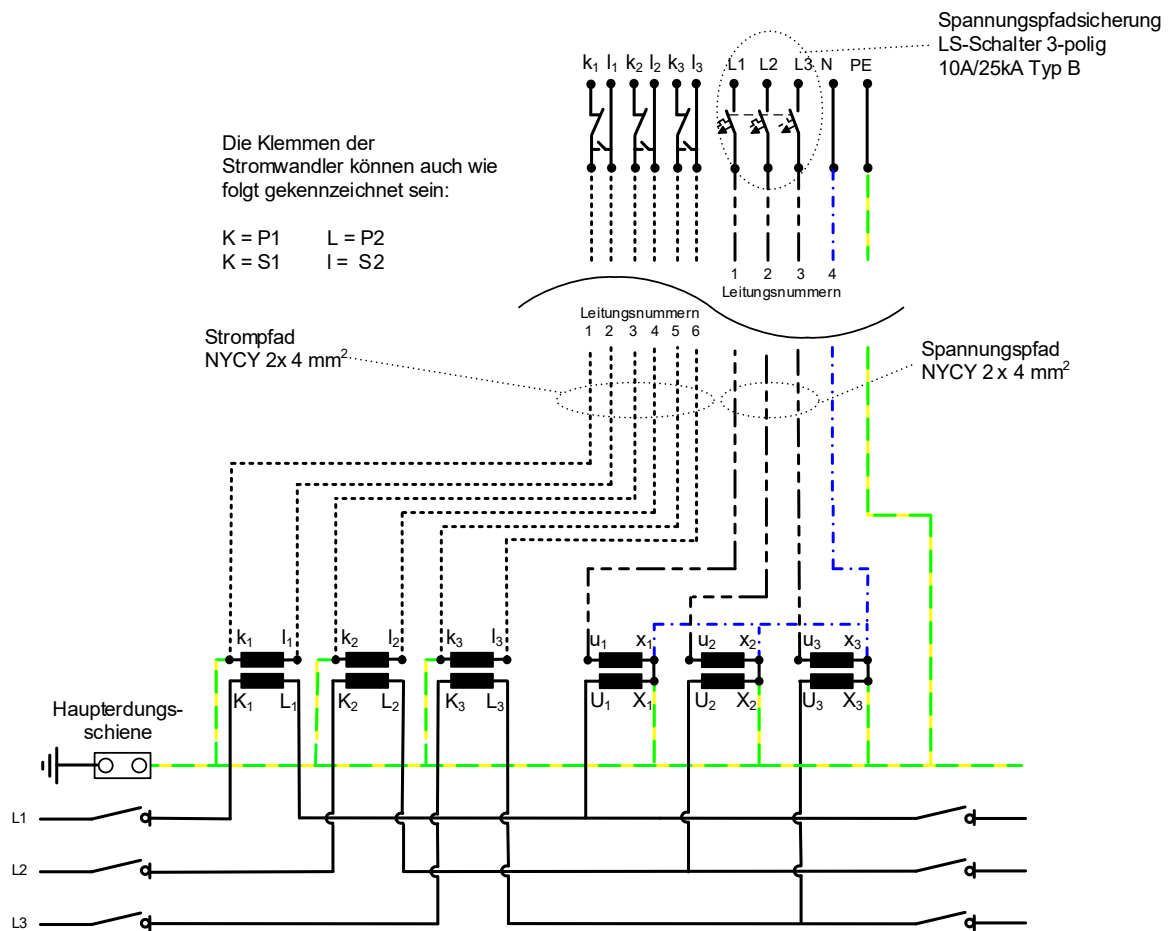 Spannungspfadsicherung
LS-Schalter 3-polig
10A/25kA Typ B
k₁ l₁ k₂ l₂ k₃ l₃ L1 L2 L3 N PE
Die Klemmen der
Stromwandler können auch wie
folgt gekennzeichnet sein:
K = P1 L = P2
K = S1 l = S2
1 2 3 4
Leitungsnummern
Leitungsnummern
1 2 3 4 5 6
Strompfad
NYCY 2x 4 mm²
Spannungspfad
NYCY 2 x 4 mm²
k₁ l₁ k₂ l₂ k₃ l₃ u₁ x₁ u₂ x₂ u₃ x₃
K₁ L₁ K₂ L₂ K₃ L₃ U₁ X₁ U₂ X₂ U₃ X₃
Haupterdungs-
schiene
L1
L2
L3